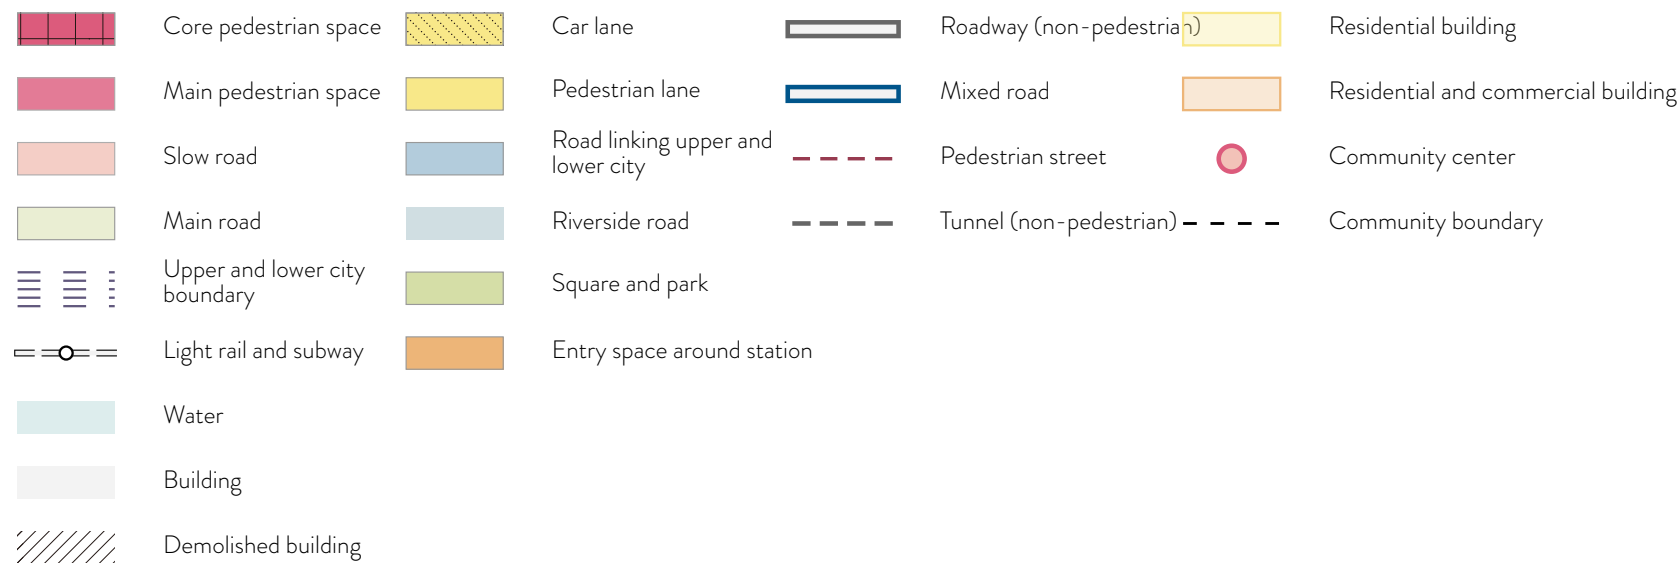 Core pedestrian space
Main pedestrian space
Slow road
Main road
Upper and lower city
boundary
Light rail and subway
Water
Building
Demolished building
Car lane
Pedestrian lane
Road linking upper and
lower city
Riverside road
Square and park
Entry space around station
Roadway (non-pedestrian)
Mixed road
Pedestrian street
Tunnel (non-pedestrian)
Residential building
Residential and commercial building
Community center
Community boundary